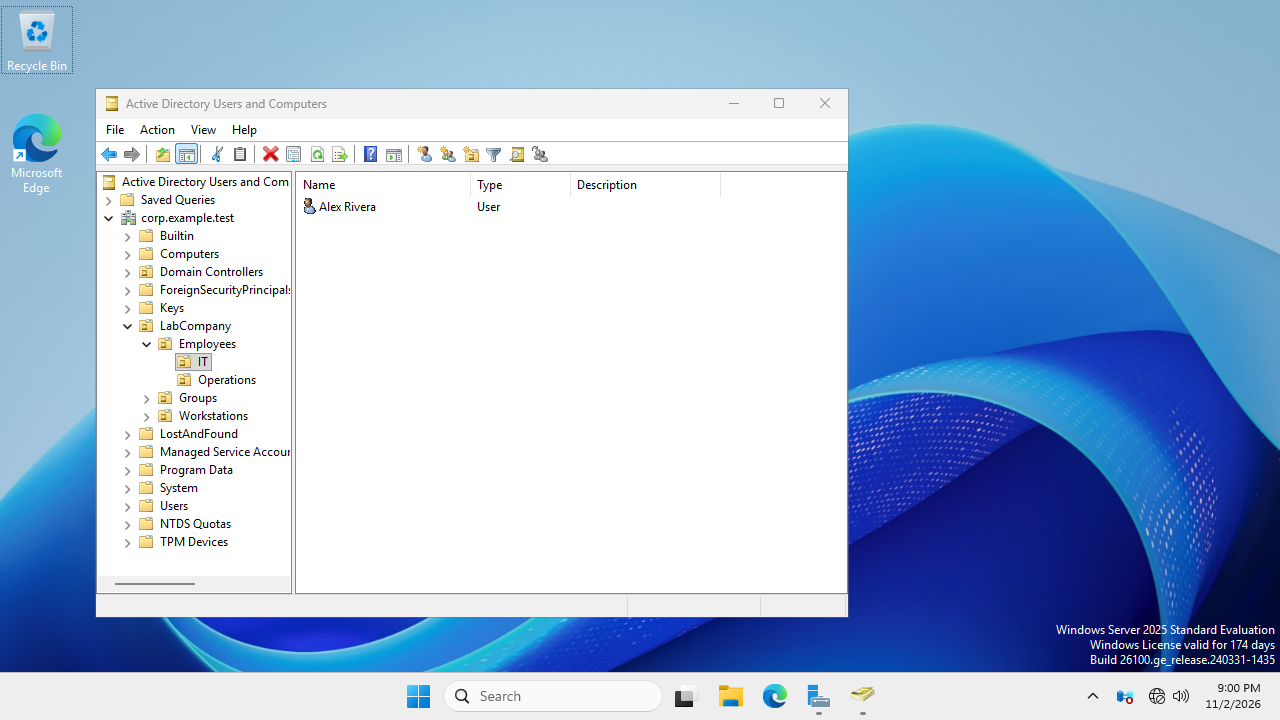 Recycle Bin
Microsoft
Edge
Active Directory Users and Computers
File Action View Help
Active Directory Users and Com
Saved Queries
corp.example.test
Builtin
Computers
Domain Controllers
ForeignSecurityPrincipals
Keys
LabCompany
Employees
IT
Operations
Groups
Workstations
LostAndFound
Managed Service Accour
Program Data
System
Users
NTDS Quotas
TPM Devices
Name Type Description
Alex Rivera User
Windows Server 2025 Standard Evaluation
Windows License valid for 174 days
Build 26100.ge_release.240331-1435
Search
9:00 PM
11/2/2026